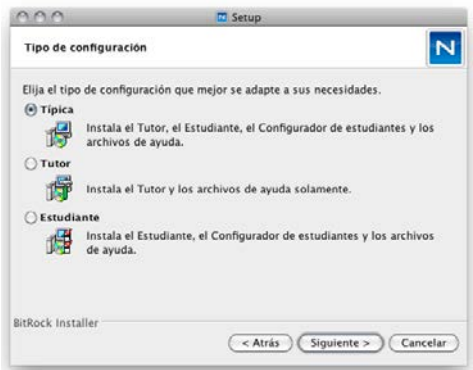 Setup
Tipo de configuración
N
Elija el tipo de configuración que mejor se adapte a sus necesidades.
Típica
Instala el Tutor, el Estudiante, el Configurador de estudiantes y los
archivos de ayuda.
Tutor
Instala el Tutor y los archivos de ayuda solamente.
Estudiante
Instala el Estudiante, el Configurador de estudiantes y los archivos
de ayuda.
BitRock Installer
< Atrás Siguiente > Cancelar